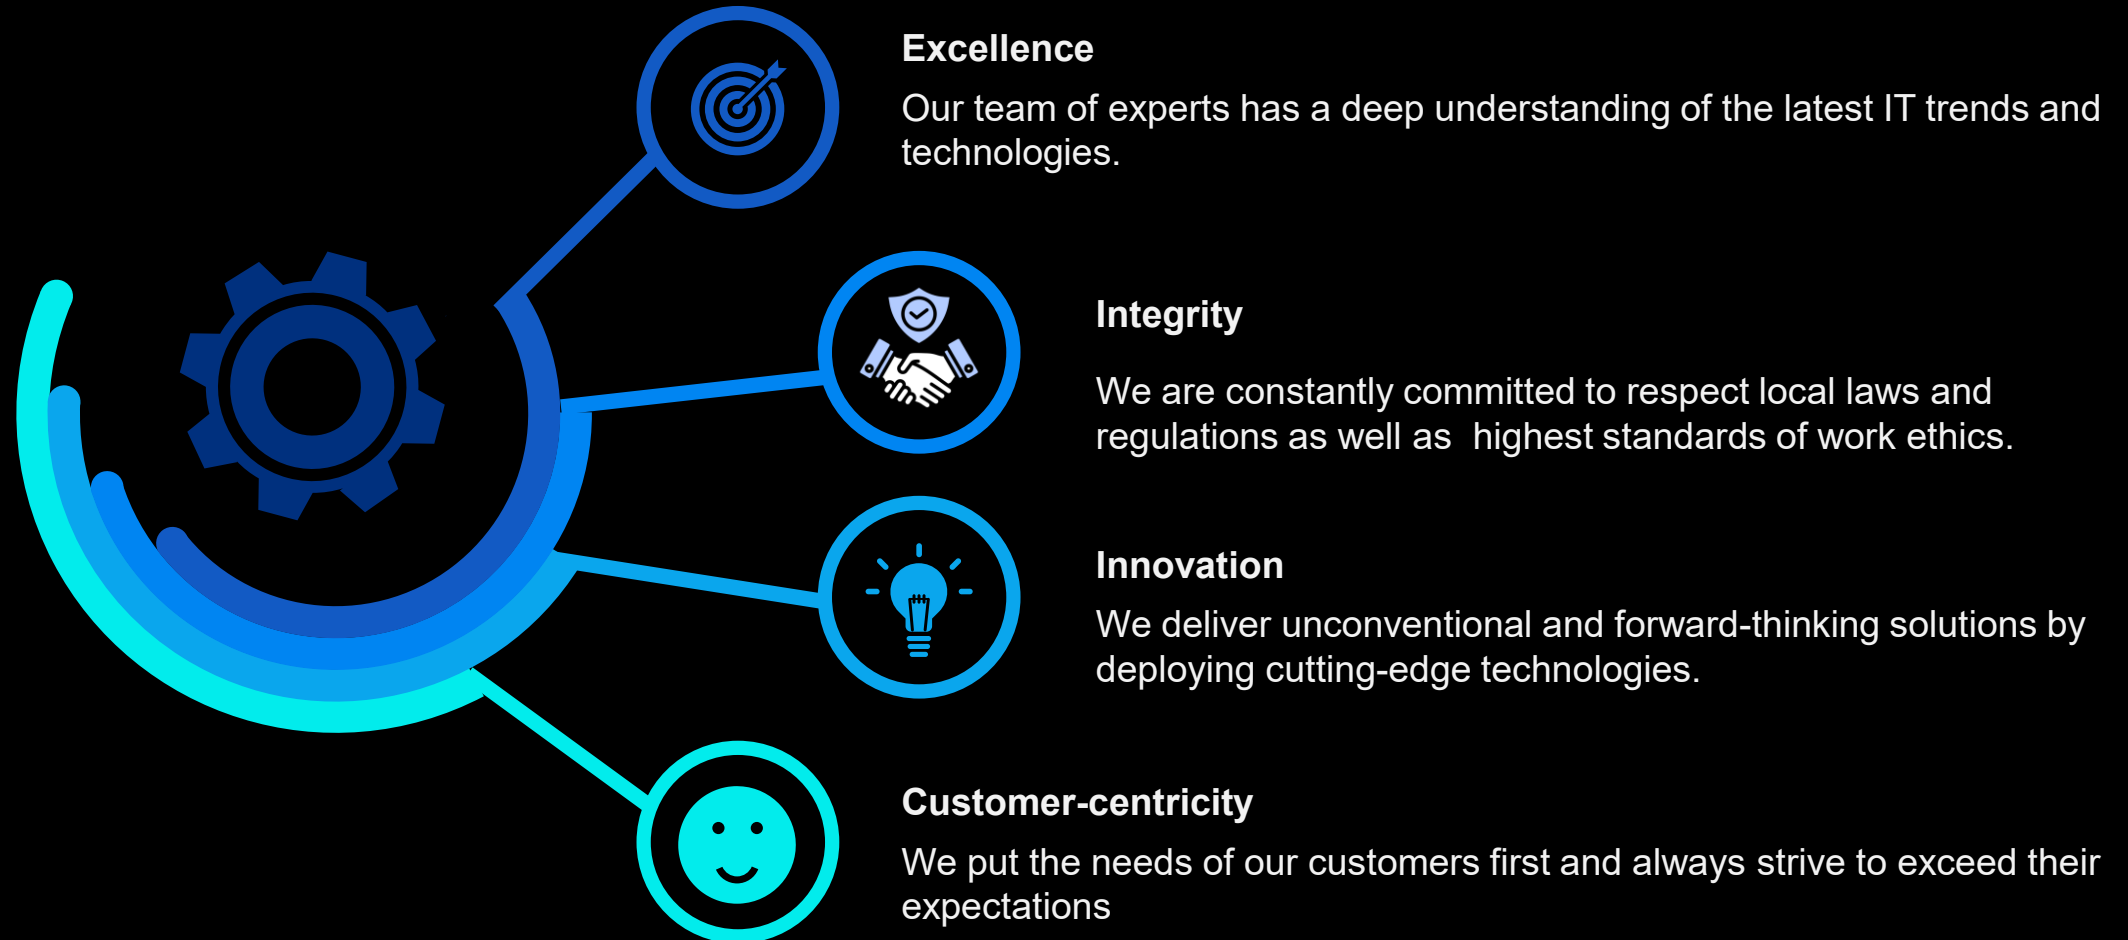 Excellence
Our team of experts has a deep understanding of the latest IT trends and
technologies.
Integrity
We are constantly committed to respect local laws and
regulations as well as  highest standards of work ethics.
Innovation
We deliver unconventional and forward-thinking solutions by
deploying cutting-edge technologies.
Customer-centricity
We put the needs of our customers first and always strive to exceed their
expectations